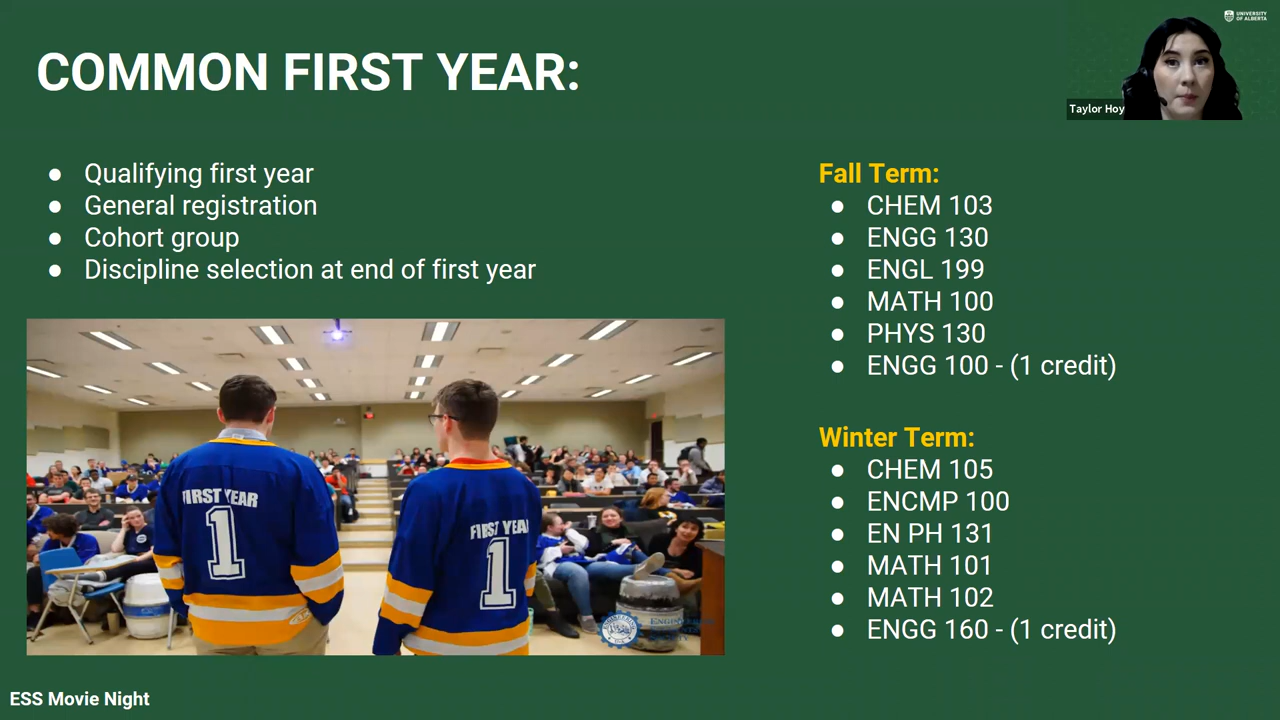 UNIVERSITY
OF ALBERTA
COMMON FIRST YEAR:
Taylor Hoy
● Qualifying first year
● General registration
● Cohort group
● Discipline selection at end of first year
Fall Term:
● CHEM 103
● ENGG 130
● ENGL 199
● MATH 100
● PHYS 130
● ENGG 100 - (1 credit)
Winter Term:
● CHEM 105
● ENCMP 100
● EN PH 131
● MATH 101
● MATH 102
● ENGG 160 - (1 credit)
FIRST YEAR
1
FIRST YEAR
1
ESS Movie Night